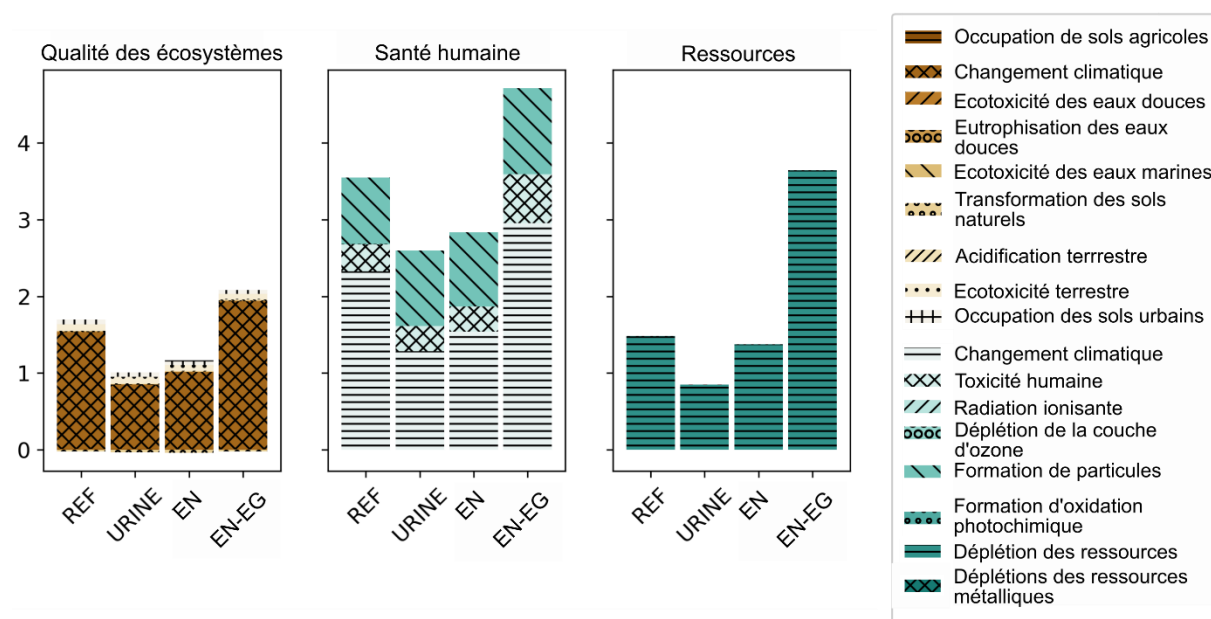 Qualité des écosystèmes
Santé humaine
Ressources
4
3
2
1
0
REF
URINE
EN
EN-EG
REF
URINE
EN
EN-EG
REF
URINE
EN
EN-EG
Occupation de sols agricoles
Changement climatique
Ecotoxicité des eaux douces
Eutrophisation des eaux
douces
Ecotoxicité des eaux marines
Transformation des sols
naturels
Acidification terrrestre
Ecotoxicité terrestre
Occupation des sols urbains
Changement climatique
Toxicité humaine
Radiation ionisante
Déplétion de la couche
d'ozone
Formation de particules
Formation d'oxidation
photochimique
Déplétion des ressources
Déplétions des ressources
métalliques